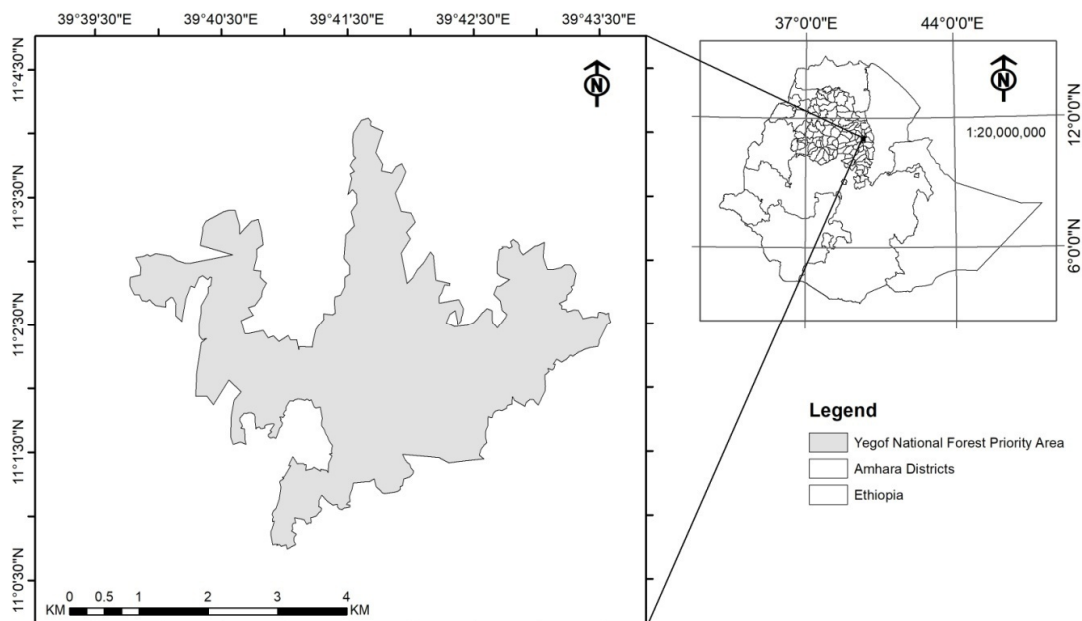 39°39'30"E 39°40'30"E 39°41'30"E 39°42'30"E 39°43'30"E
11°4'30"N
11°3'30"N
11°2'30"N
11°1'30"N
11°0'30"N
N
0 0.5 1 2 3 4
KM KM
37°0'0"E 44°0'0"E
N
1:20,000,000
12°0'0"N
6°0'0"N
Legend
Yegof National Forest Priority Area
Amhara Districts
Ethiopia